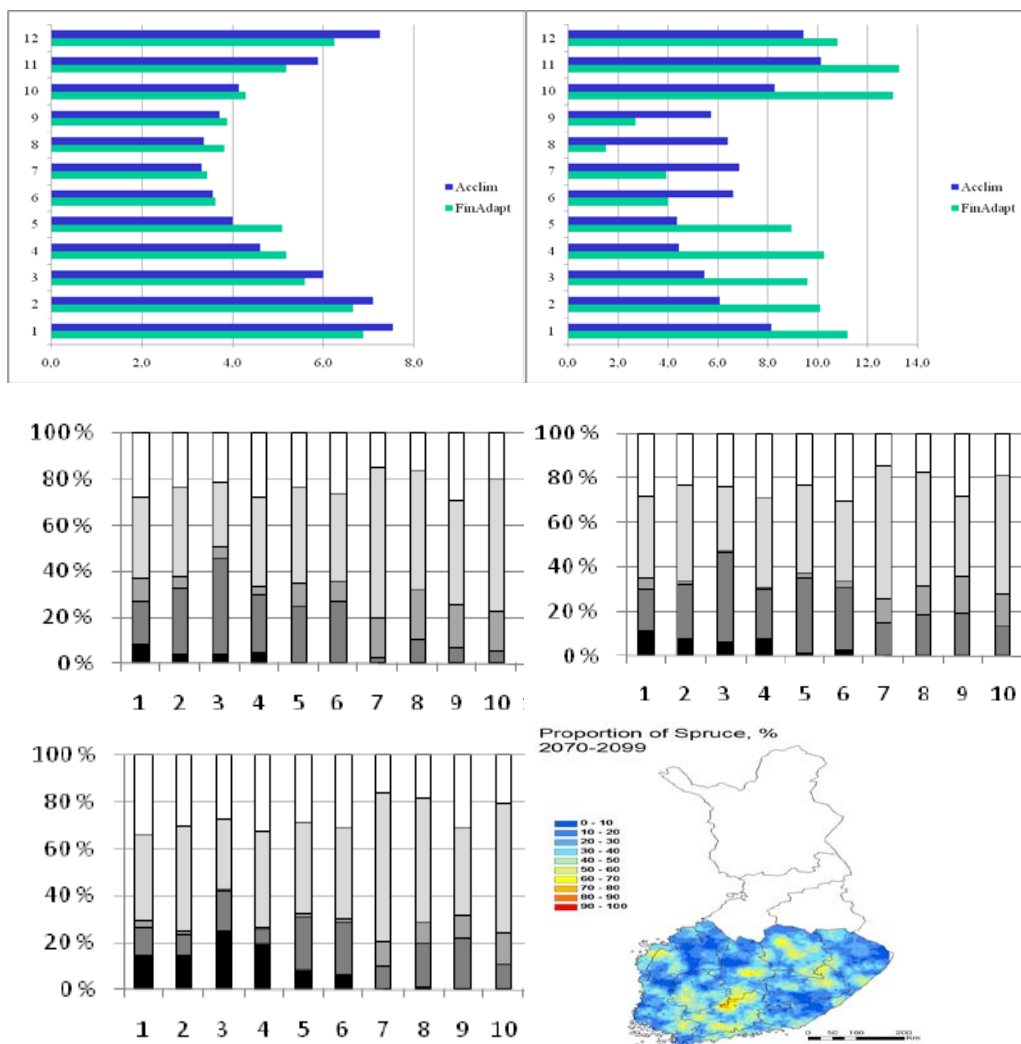 12
11
10
9
8
7
6
5
4
3
2
1
0,0 2,0 4,0 6,0 8,0
Acclim
FinAdapt
12
11
10
9
8
7
6
5
4
3
2
1
0,0 2,0 4,0 6,0 8,0 10,0 12,0 14,0
Acclim
FinAdapt
100 %
80 %
60 %
40 %
20 %
0 %
1 2 3 4 5 6 7 8 9 10
100 %
80 %
60 %
40 %
20 %
0 %
1 2 3 4 5 6 7 8 9 10
100 %
80 %
60 %
40 %
20 %
0 %
1 2 3 4 5 6 7 8 9 10
Proportion of Spruce, %
2070-2099
0 - 10
10 - 20
20 - 30
30 - 40
40 - 50
50 - 60
60 - 70
70 - 80
80 - 90
90 - 100
0 50 100 200
Km